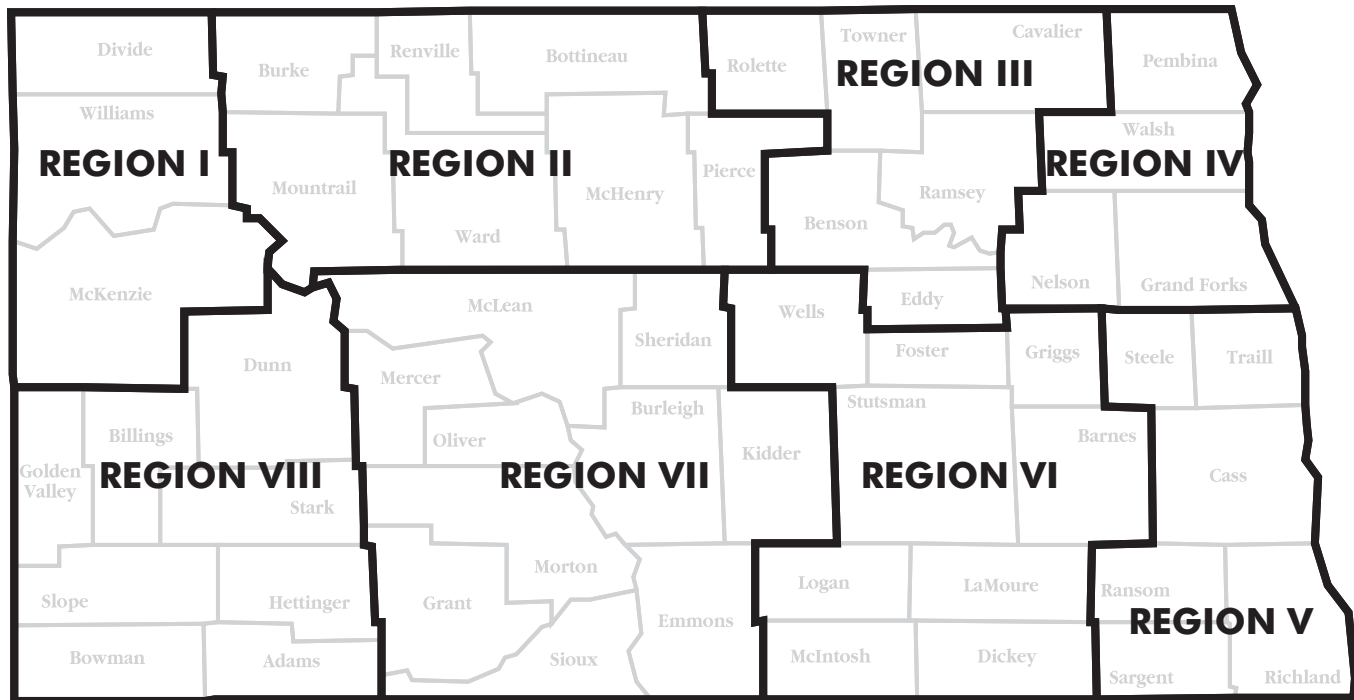 Divide
Burke
Renville
Bottineau
Rolette
Towner
Cavalier
Pembina
REGION III
Williams
Walsh
REGION I
REGION II
REGION IV
Mountrail
McHenry
Pierce
Ramsey
Benson
Ward
McKenzie
Nelson
Grand Forks
McLean
Wells
Eddy
Sheridan
Foster
Griggs
Steele
Traill
Dunn
Mercer
Burleigh
Stutsman
Billings
Oliver
Kidder
Barnes
Golden
Valley
REGION VIII
REGION VII
REGION VI
Cass
Stark
Morton
Logan
LaMoure
Ransom
Slope
Hettinger
Grant
Emmons
REGION V
Bowman
Adams
Sioux
McIntosh
Dickey
Sargent
Richland